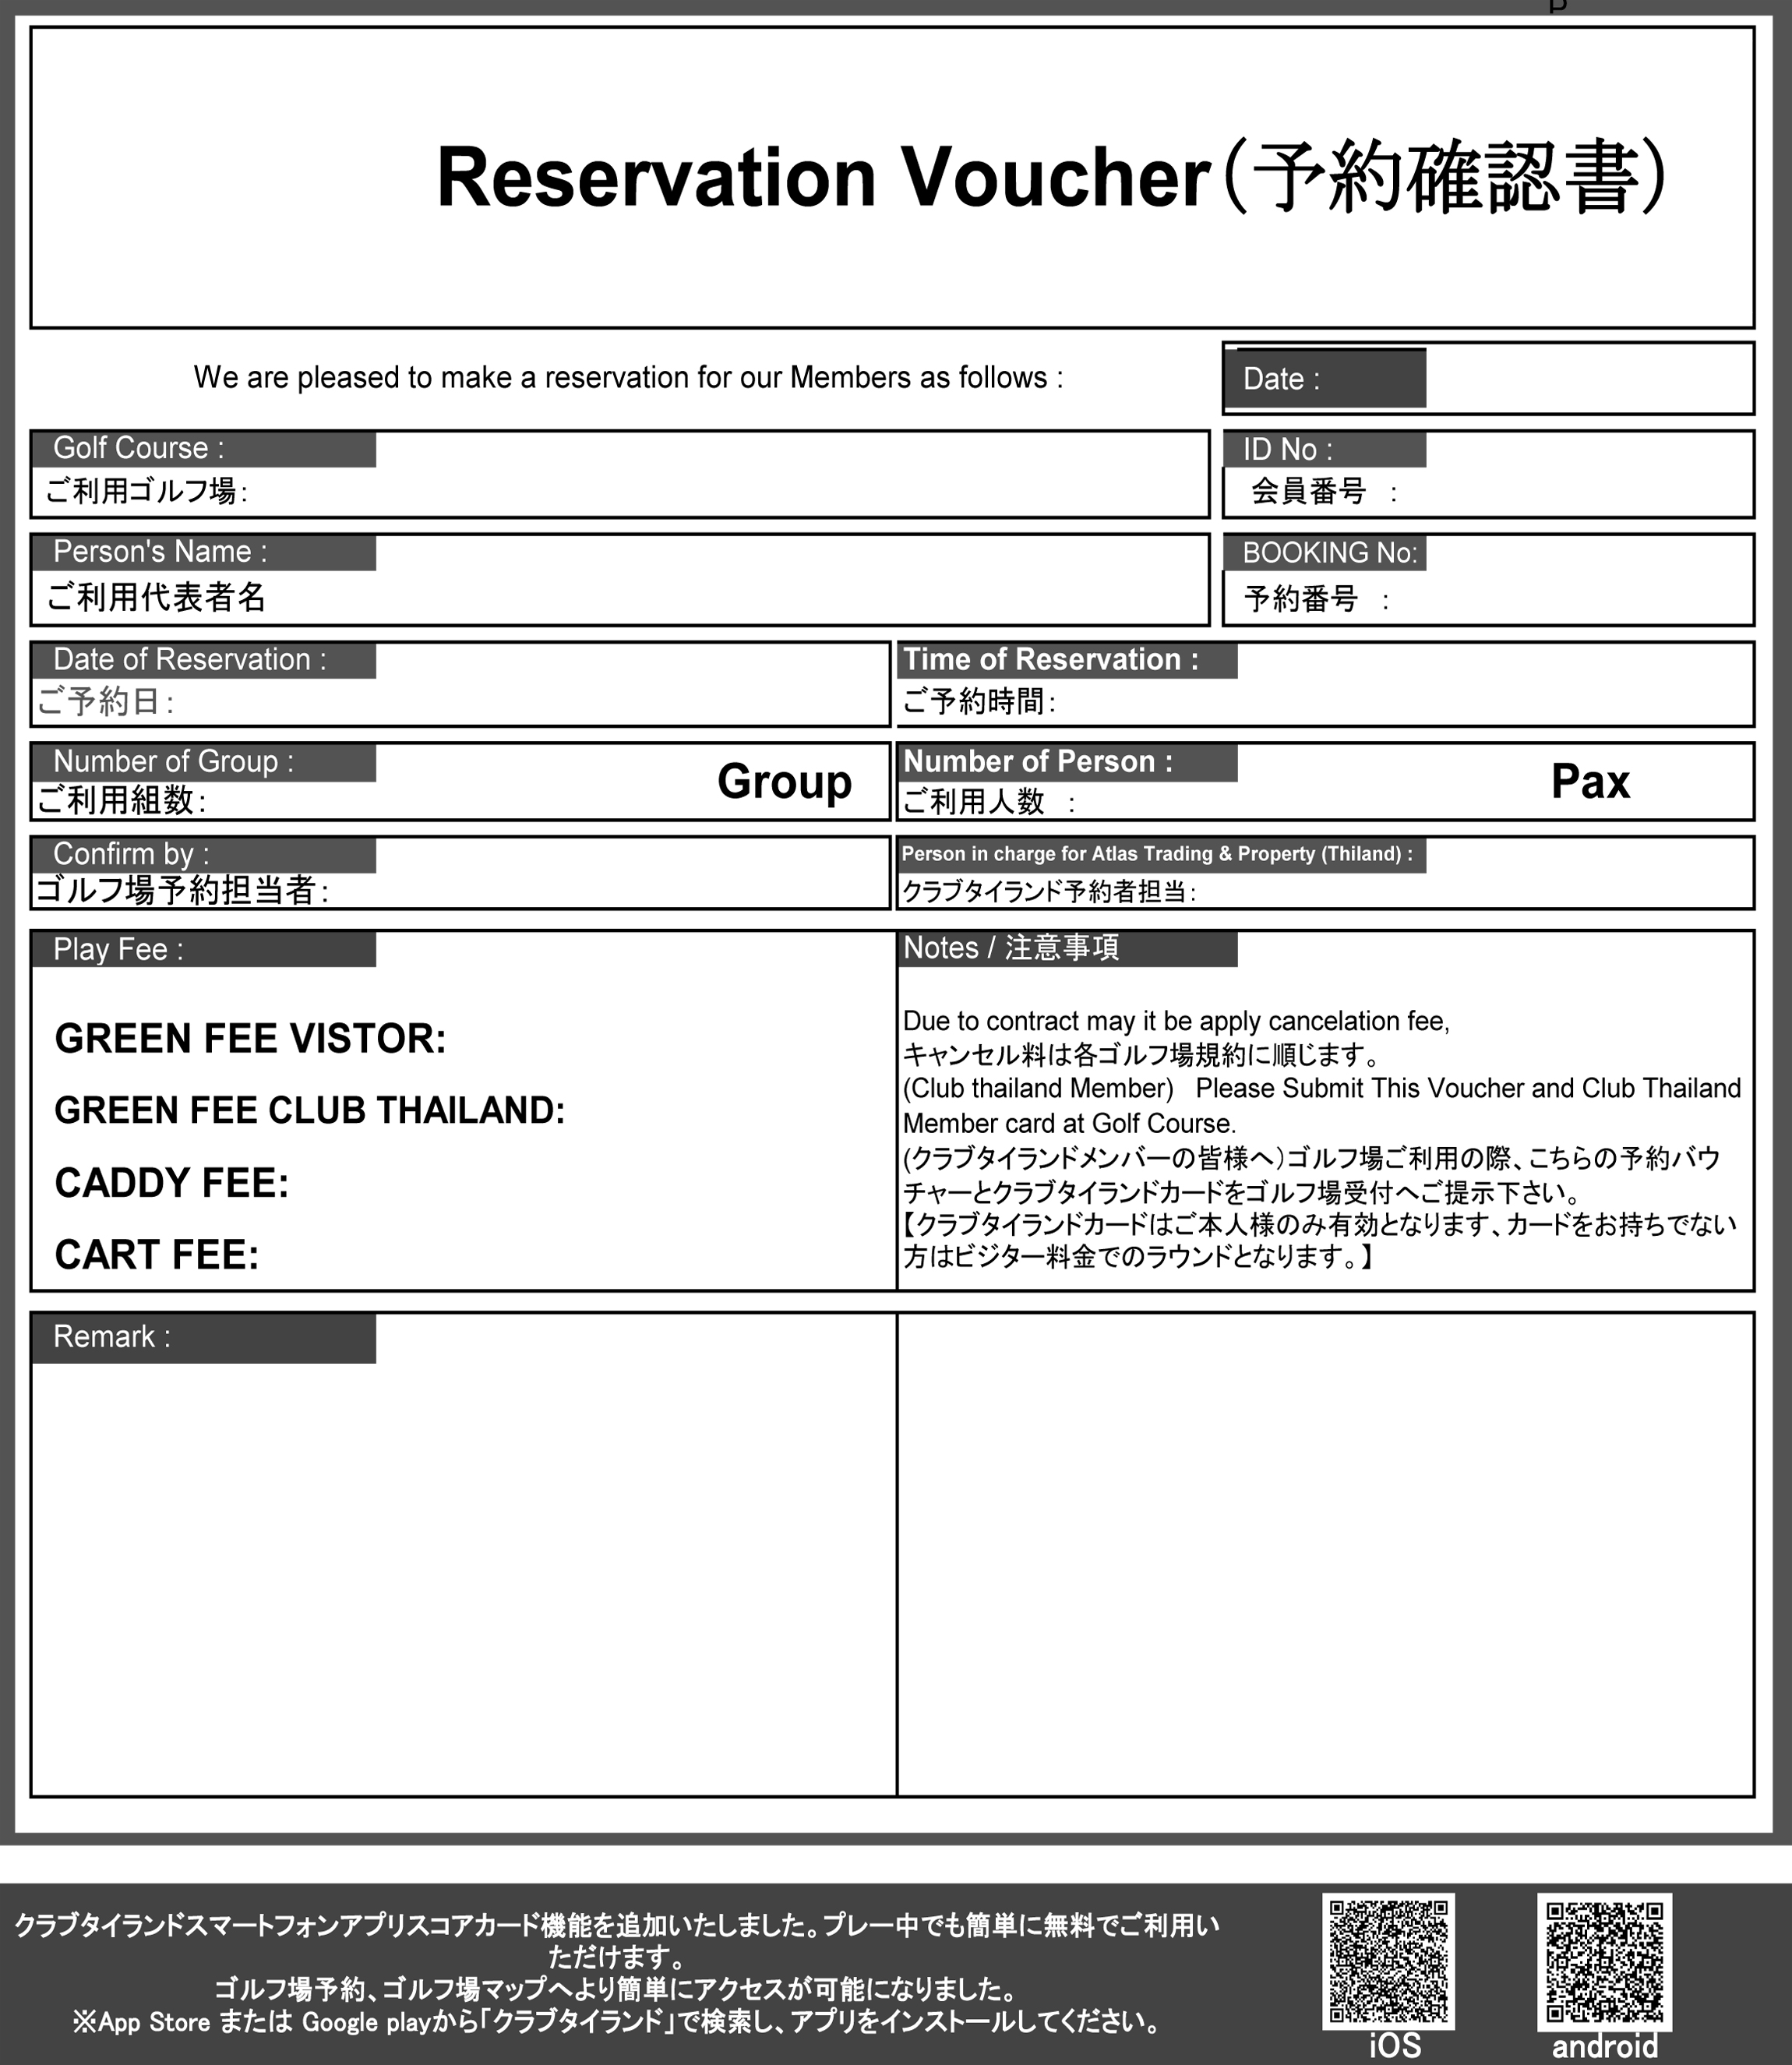 Reservation Voucher(予約確認書)
We are pleased to make a reservation for our Members as follows :
Date :
Golf Course :
ご利用ゴルフ場:
ID No :
会員番号 :
Person's Name :
ご利用代表者名
BOOKING No:
予約番号 :
Date of Reservation :
ご予約日:
Time of Reservation :
ご予約時間:
Number of Group :
ご利用組数:
Group
Number of Person :
ご利用人数 :
Pax
Confirm by :
ゴルフ場予約担当者:
Person in charge for Atlas Trading & Property (Thiland) :
クラブタイランド予約者担当:
Play Fee :
GREEN FEE VISTOR:
GREEN FEE CLUB THAILAND:
CADDY FEE:
CART FEE:
Notes / 注意事項
Due to contract may it be apply cancelation fee,
キャンセル料は各ゴルフ場規約に順じます。
(Club thailand Member) Please Submit This Voucher and Club Thailand
Member card at Golf Course.
(クラブタイランドメンバーの皆様へ)ゴルフ場ご利用の際、こちらの予約バウ
チャーとクラブタイランドカードをゴルフ場受付へご提示下さい。
【クラブタイランドカードはご本人様のみ有効となります、カードをお持ちでない
方はビジター料金でのラウンドとなります。】
Remark :
クラブタイランドスマートフォンアプリスコアカード機能を追加いたしました。プレー中でも簡単に無料でご利用い
ただけます。
ゴルフ場予約、ゴルフ場マップへより簡単にアクセスが可能になりました。
※App Store または Google playから「クラブタイランド」で検索し、アプリをインストールしてください。
iOS
android